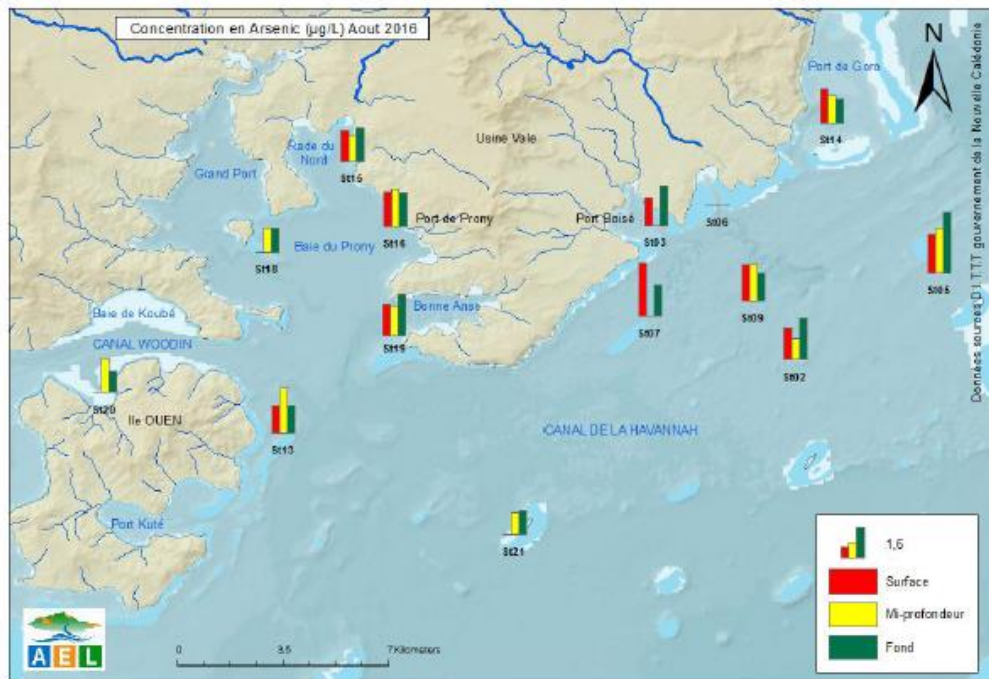 Concentration en Arsenic (µg/L) Aout 2016
N
Port de Goro
St14
Rade du
Nord
St15
Usine Vale
Grand Port
Port de Prony
St16
Port Boisé
St03
St06
Baie du Prony
St18
St05
Baie de Koubé
Bonne Anse
St19
St07
St09
St02
CANAL WOODIN
St20
Ile OUEN
St13
CANAL DE LA HAVANNAH
Port Kuté
St21
1,5
Surface
Mi-profondeur
Fond
AEL
0 3.5 7 Kilometers
Données sources D.I.T.T.T gouvernement de la Nouvelle Calédonie